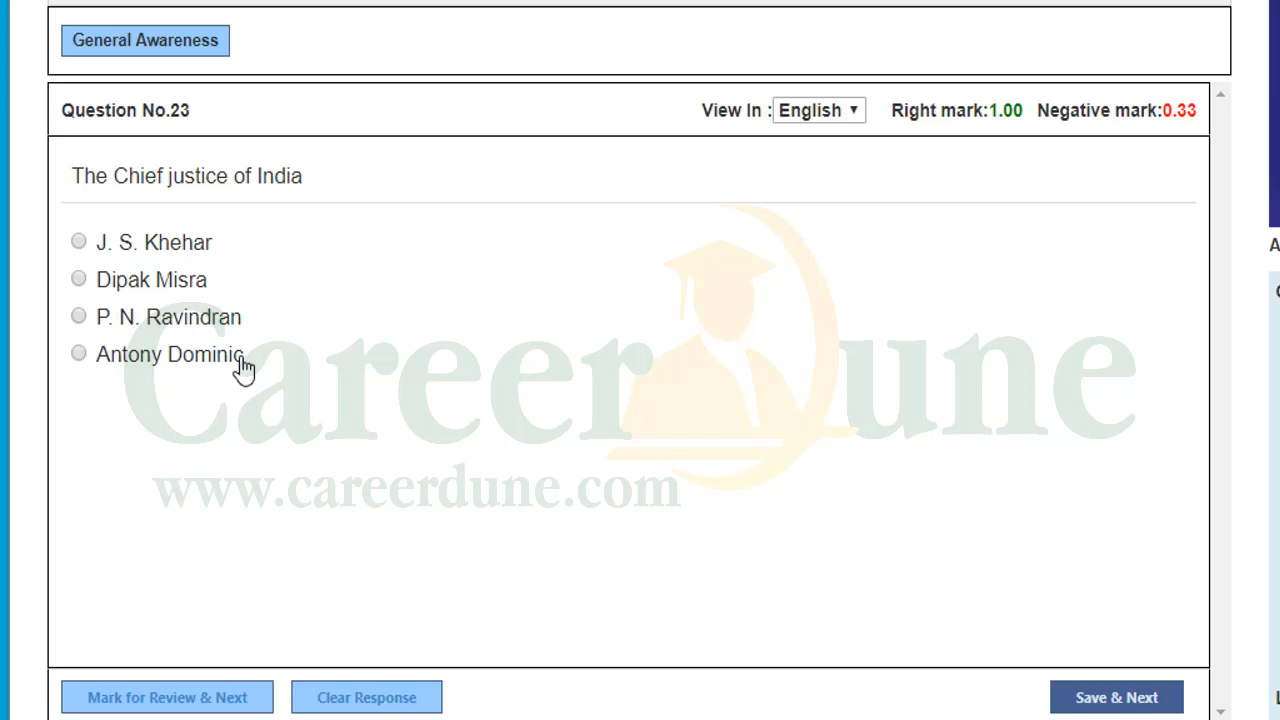 General Awareness
Question No.23
View In : English ▼ Right mark:1.00 Negative mark:0.33
The Chief justice of India
J. S. Khehar
Dipak Misra
P. N. Ravindran
Antony Dominic
CareerDune
www.careerdune.com
Mark for Review & Next Clear Response Save & Next